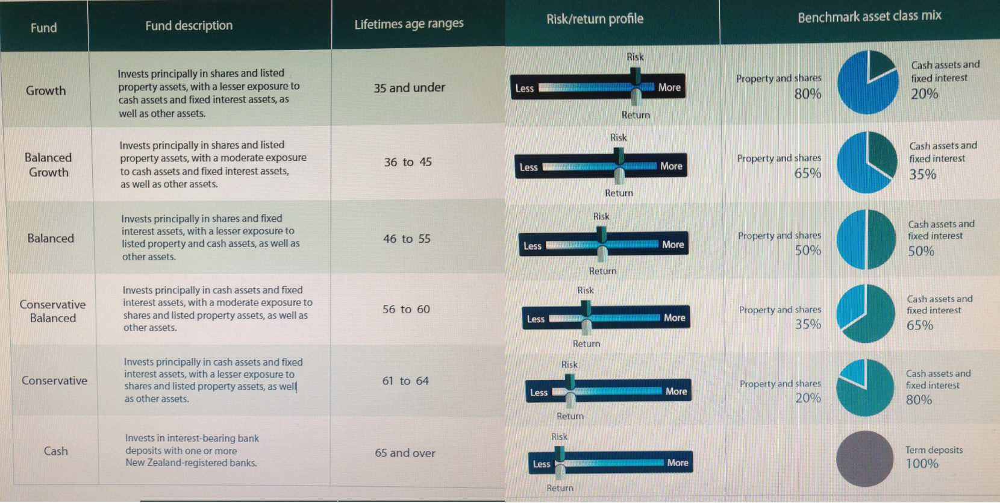 Fund
Fund description
Lifetimes age ranges
Risk/return profile
Benchmark asset class mix
Growth
Invests principally in shares and listed
property assets, with a lesser exposure to
cash assets and fixed interest assets, as
well as other assets.
35 and under
Risk
Less
More
Return
Property and shares
80%
Cash assets and
fixed interest
20%
Balanced
Growth
Invests principally in shares and listed
property assets, with a moderate exposure
to cash assets and fixed interest assets,
as well as other assets.
36 to 45
Risk
Less
More
Return
Property and shares
65%
Cash assets and
fixed interest
35%
Balanced
Invests principally in shares and fixed
interest assets, with a lesser exposure to
listed property and cash assets, as well as
other assets.
46 to 55
Risk
Less
More
Return
Property and shares
50%
Cash assets and
fixed interest
50%
Conservative
Balanced
Invests principally in cash assets and fixed
interest assets, with a moderate exposure to
shares and listed property assets, as well as
other assets.
56 to 60
Risk
Less
More
Return
Property and shares
35%
Cash assets and
fixed interest
65%
Conservative
Invests principally in cash assets and fixed
interest assets, with a lesser exposure to
shares and listed property assets, as well
as other assets.
61 to 64
Risk
Less
More
Return
Property and shares
20%
Cash assets and
fixed interest
80%
Cash
Invests in interest-bearing bank
deposits with one or more
New Zealand-registered banks.
65 and over
Risk
Less
More
Return
Term deposits
100%